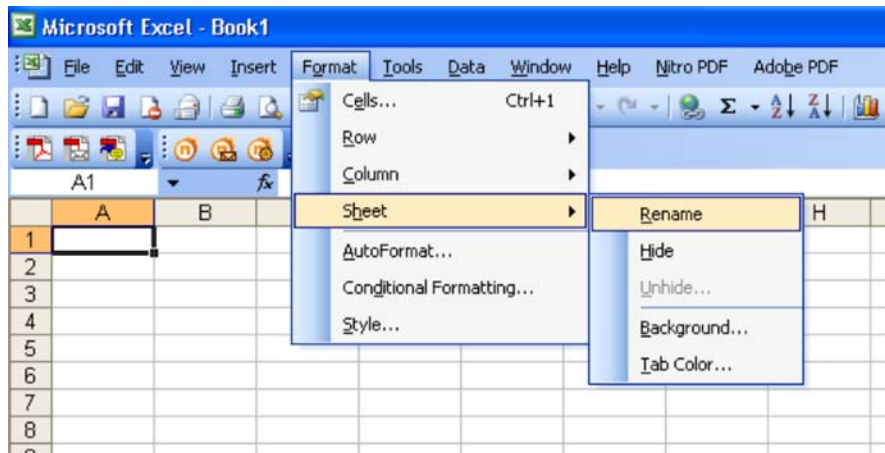 Microsoft Excel - Book1
File Edit View Insert Format Tools Data Window Help Nitro PDF Adobe PDF
Cells... Ctrl+1
Σ A Z Z A
Row
Column
A1 fx
Sheet Rename
A B H
1
AutoFormat... Hide
2
Conditional Formatting... Unhide...
3
Style... Background...
4
5
Tab Color...
6
7
8